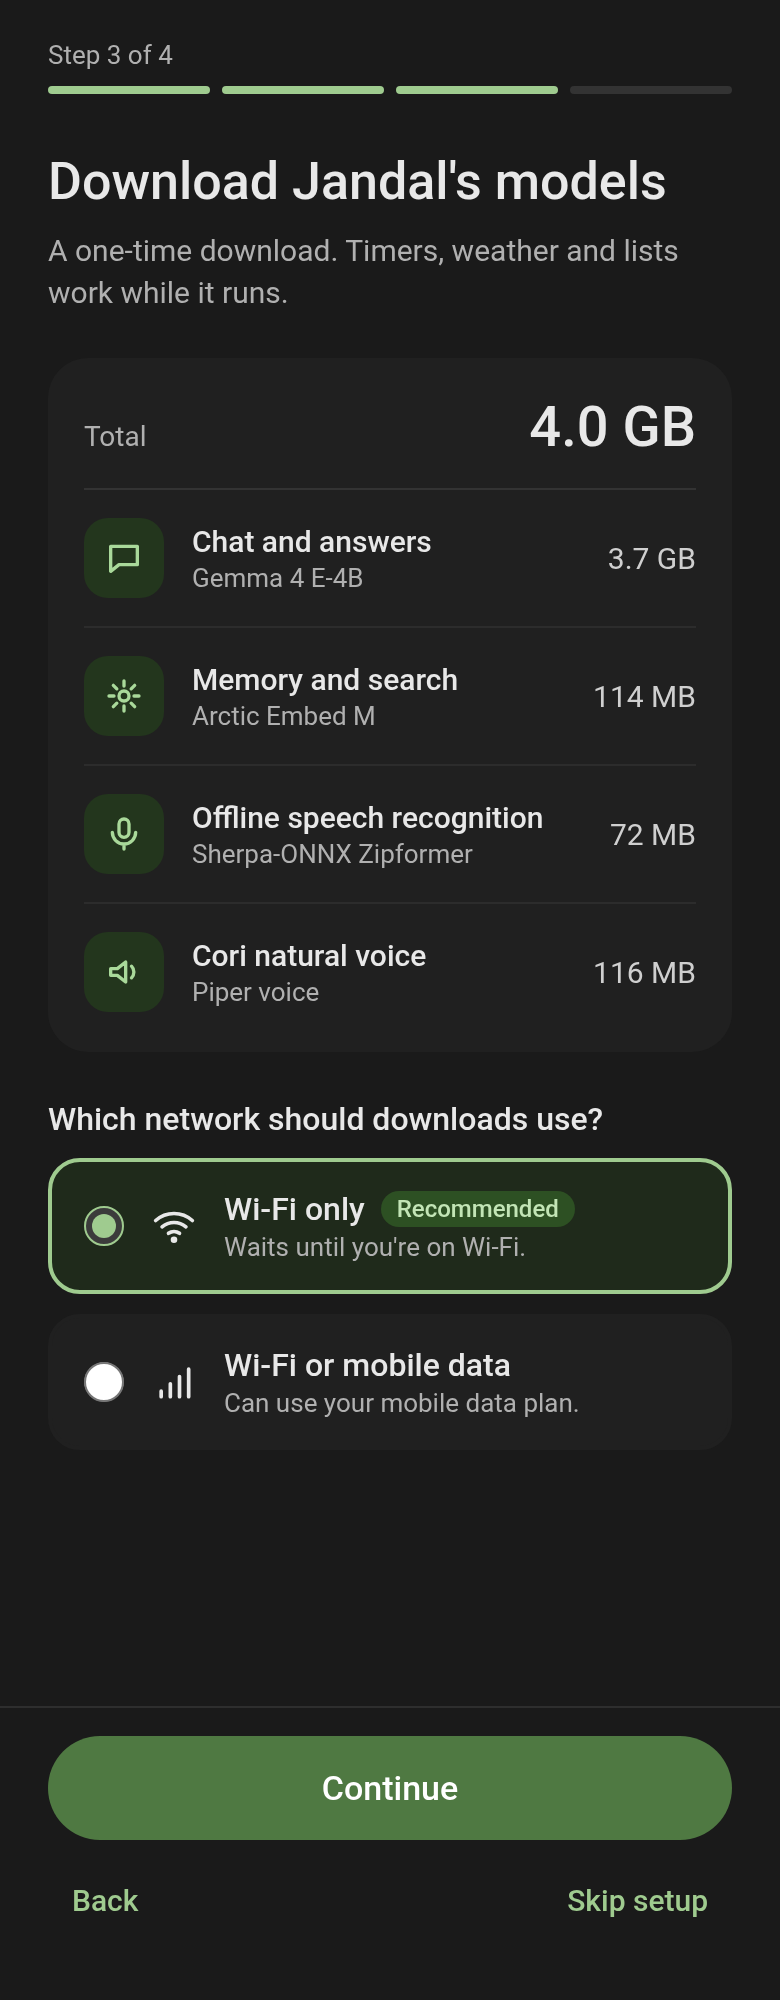 Step 3 of 4
Download Jandal's models
A one-time download. Timers, weather and lists
work while it runs.
Total
4.0 GB
Chat and answers
Gemma 4 E-4B
3.7 GB
Memory and search
Arctic Embed M
114 MB
Offline speech recognition
Sherpa-ONNX Zipformer
72 MB
Cori natural voice
Piper voice
116 MB
Which network should downloads use?
Wi-Fi only Recommended
Waits until you're on Wi-Fi.
Wi-Fi or mobile data
Can use your mobile data plan.
Continue
Back
Skip setup